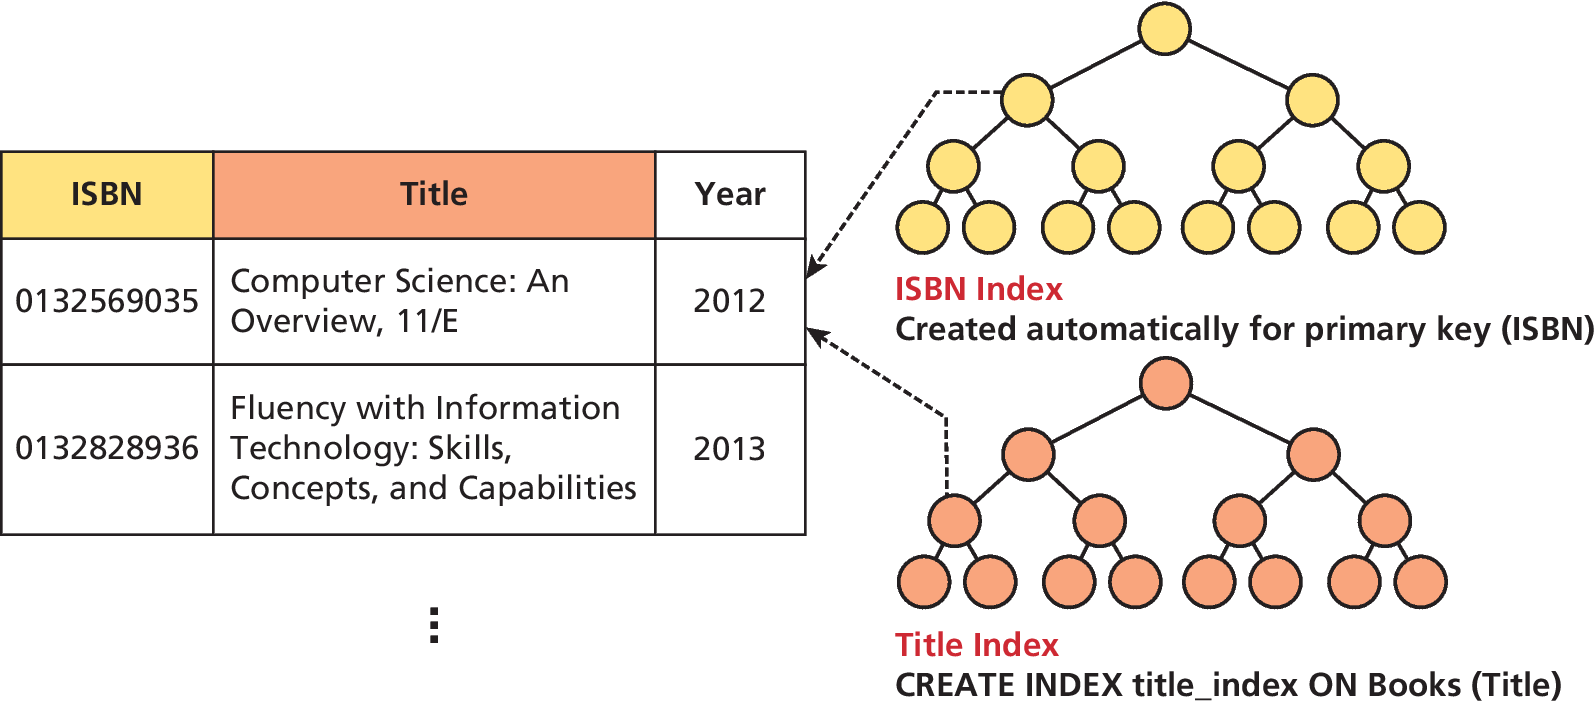 ISBN
Title
Year
0132569035
Computer Science: An
Overview, 11/E
2012
0132828936
Fluency with Information
Technology: Skills,
Concepts, and Capabilities
2013
ISBN Index
Created automatically for primary key (ISBN)
Title Index
CREATE INDEX title_index ON Books (Title)